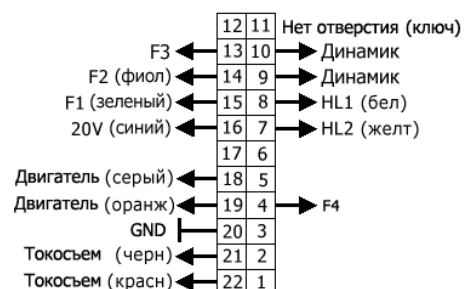 12 11 Нет отверстия (ключ)
F3 13 10 Динамик
F2 (фиол) 14 9 Динамик
F1 (зеленый) 15 8 HL1 (бел)
20V (синий) 16 7 HL2 (желт)
17 6
Двигатель (серый) 18 5
Двигатель (оранж) 19 4 F4
GND 20 3
Токосъем (черн) 21 2
Токосъем (красн) 22 1